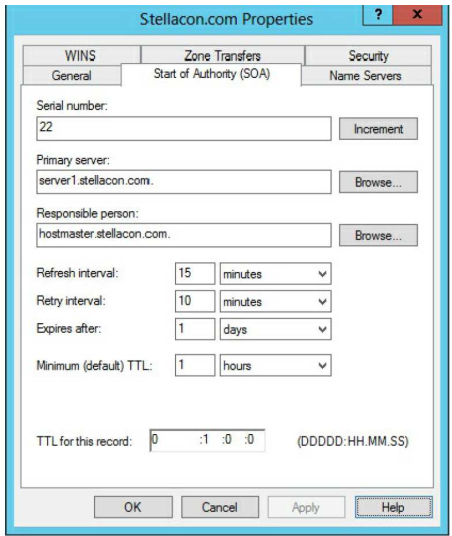 Stellacon.com Properties
? x
WINS Zone Transfers Security
General Start of Authority (SOA) Name Servers
Serial number:
22 Increment
Primary server:
server1.stellacon.com. Browse...
Responsible person:
hostmaster.stellacon.com. Browse...
Refresh interval: 15 minutes
Retry interval: 10 minutes
Expires after: 1 days
Minimum (default) TTL: 1 hours
TTL for this record: 0 :1 :0 :0 (DDDDD:HH.MM.SS)
OK Cancel Apply Help